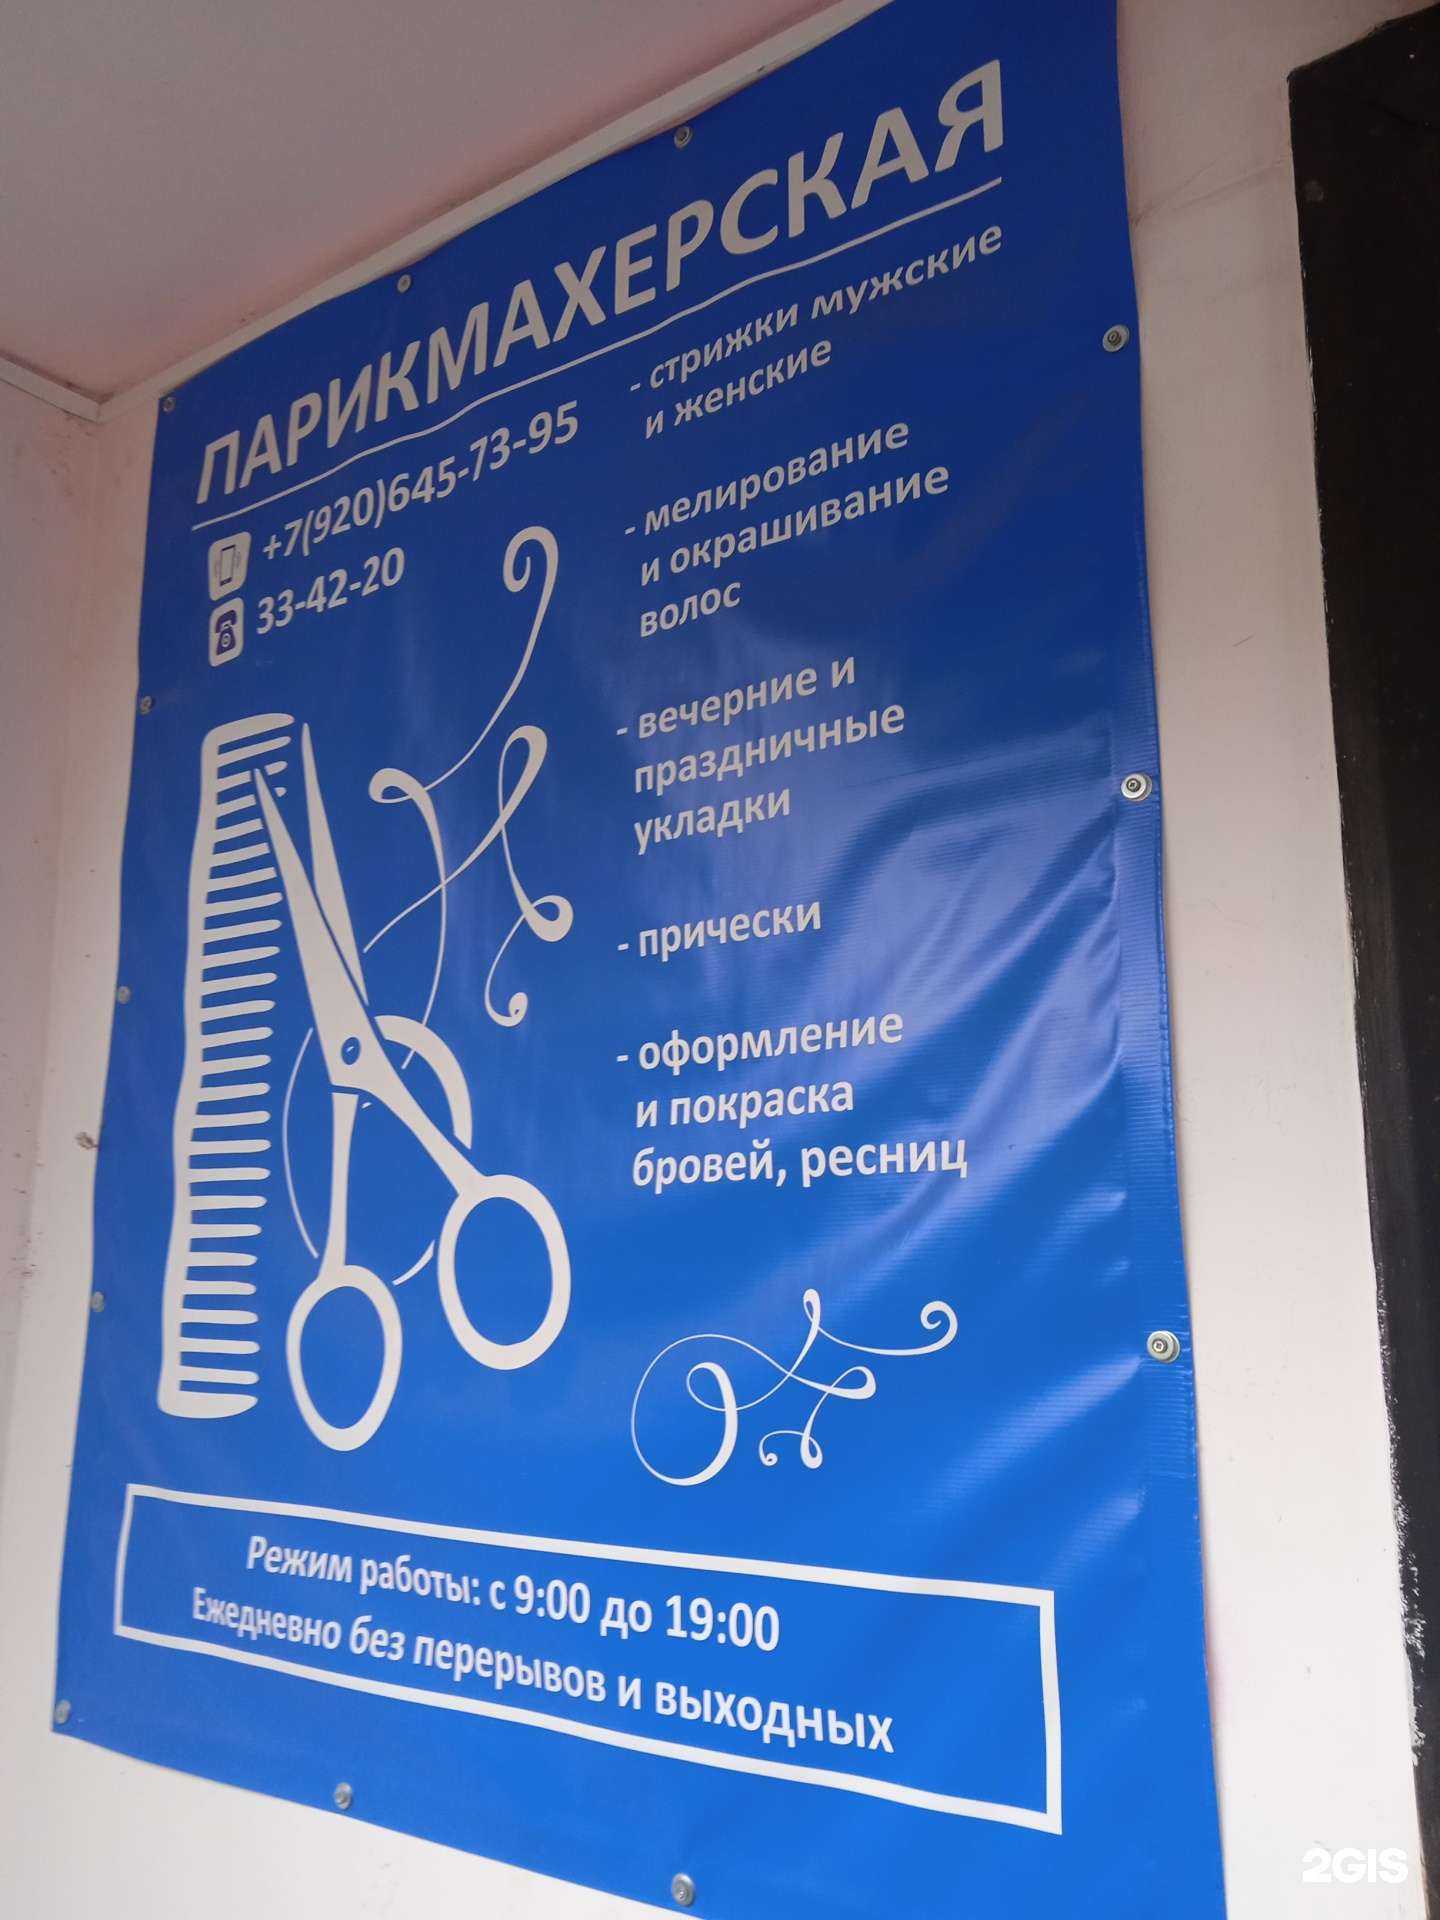 ПАРИКМАХЕРСКАЯ
+7(920)645-73-95
33-42-20
- стрижки мужские
и женские
- мелирование
и окрашивание
волос
- вечерние и
праздничные
укладки
- прически
- оформление
и покраска
бровей, ресниц
Режим работы: с 9:00 до 19:00
Ежедневно без перерывов и выходных
2GIS